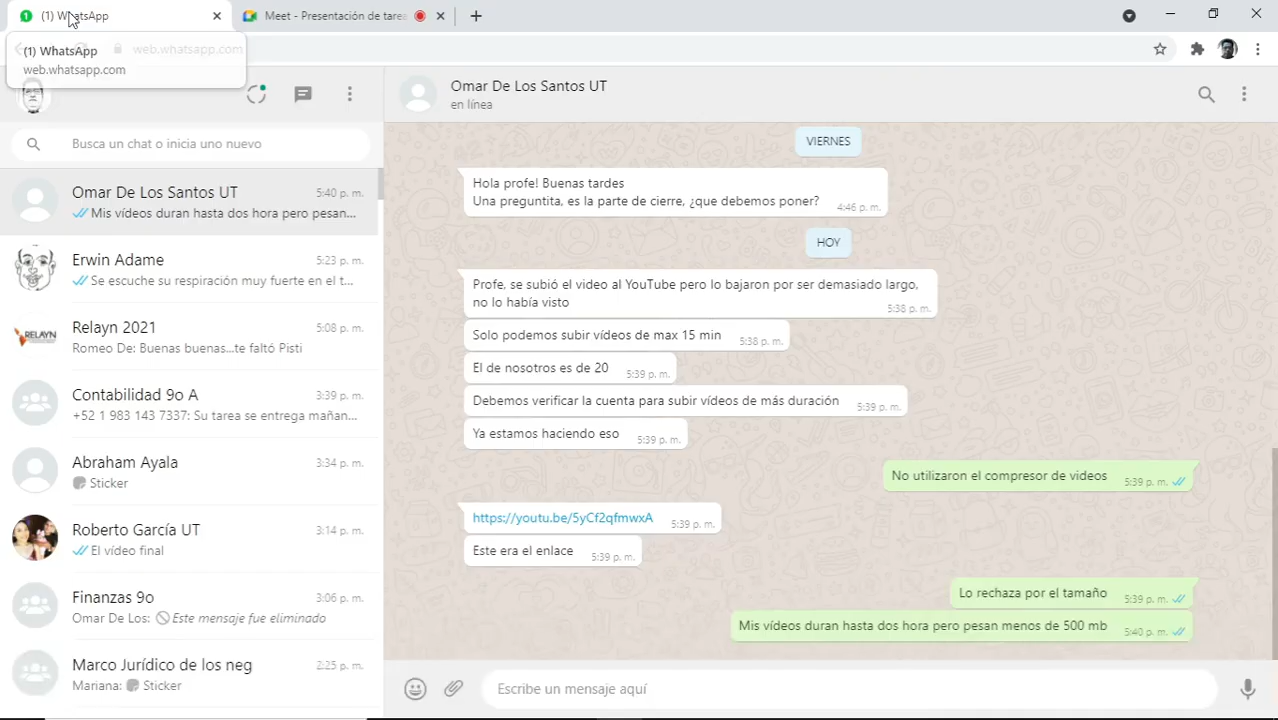 (1) WhatsApp
Meet - Presentación de tarea
(1) WhatsApp
web.whatsapp.com
web.whatsapp.com
Busca un chat o inicia uno nuevo
Omar De Los Santos UT
5:40 p. m.
Mis vídeos duran hasta dos hora pero pesan...
Erwin Adame
5:23 p. m.
Se escuche su respiración muy fuerte en el t...
Relayn 2021
5:08 p. m.
Romeo De: Buenas buenas...te faltó Pisti
Contabilidad 9o A
3:39 p. m.
+52 1 983 143 7337: Su tarea se entrega mañan...
Abraham Ayala
3:34 p. m.
Sticker
Roberto García UT
3:14 p. m.
El vídeo final
Finanzas 9o
3:06 p. m.
Omar De Los: Este mensaje fue eliminado
Marco Jurídico de los neg
2:25 p. m.
Mariana: Sticker
RELAYN
Omar De Los Santos UT
en línea
VIERNES
Hola profe! Buenas tardes
Una preguntita, es la parte de cierre, ¿que debemos poner?
4:46 p. m.
HOY
Profe, se subió el video al YouTube pero lo bajaron por ser demasiado largo,
no lo había visto
5:38 p. m.
Solo podemos subir vídeos de max 15 min
5:38 p. m.
El de nosotros es de 20
5:39 p. m.
Debemos verificar la cuenta para subir vídeos de más duración
5:39 p. m.
Ya estamos haciendo eso
5:39 p. m.
No utilizaron el compresor de videos
5:39 p. m.
https://youtu.be/5yCf2qfmwxA
5:39 p. m.
Este era el enlace
5:39 p. m.
Lo rechaza por el tamaño
5:39 p. m.
Mis vídeos duran hasta dos hora pero pesan menos de 500 mb
5:40 p. m.
Escribe un mensaje aquí